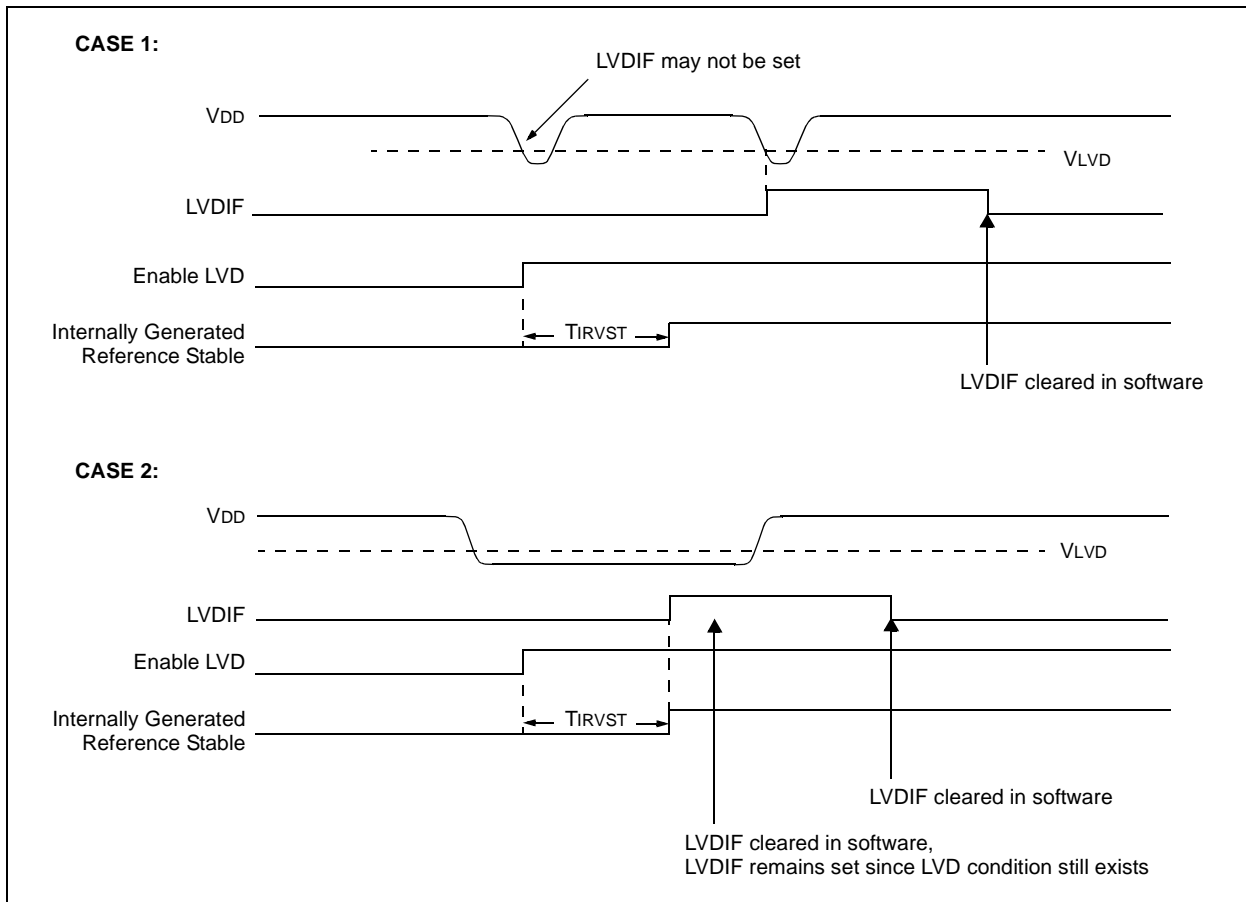 CASE 1:
LVDIF may not be set
VDD
VLVD
LVDIF
Enable LVD
Internally Generated
Reference Stable
TIRVST
LVDIF cleared in software
CASE 2:
VDD
VLVD
LVDIF
Enable LVD
Internally Generated
Reference Stable
TIRVST
LVDIF cleared in software
LVDIF cleared in software,
LVDIF remains set since LVD condition still exists